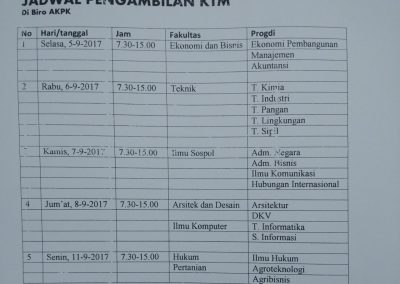 JADWAL PENGAMBILAN KTM
Di Biro AKPK
No Hari/tanggal Jam Fakultas Progdi
1 Selasa, 5-9-2017 7.30-15.00 Ekonomi dan Bisnis Ekonomi Pembangunan
Manajemen
Akuntansi
2 Rabu, 6-9-2017 7.30-15.00 Teknik T. Kimia
T. Industri
T. Pangan
T. Lingkungan
T. Sipil
Kamis, 7-9-2017 7.30-15.00 Ilmu Sospol Adm. Negara
Adm. Bisnis
Ilmu Komunikasi
Hubungan Internasional
4 Jum'at, 8-9-2017 7.30-15.00 Arsitek dan Desain Arsitektur
DKV
Ilmu Komputer T. Informatika
S. Informasi
5 Senin, 11-9-2017 7.30-15.00 Hukum Ilmu Hukum
Pertanian Agroteknologi
Agribisnis